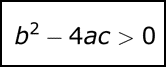 b² − 4ac > 0